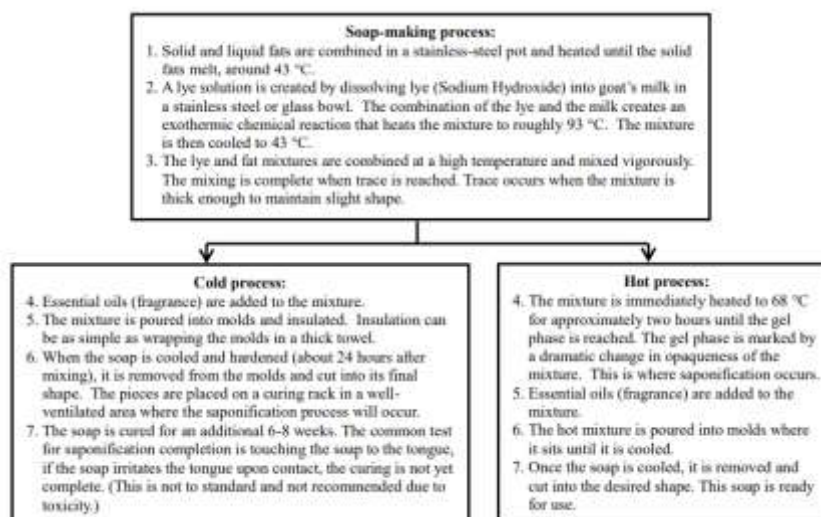 Soap-making process:
1. Solid and liquid fats are combined in a stainless-steel pot and heated until the solid
fats melt, around 43 °C.
2. A lye solution is created by dissolving lye (Sodium Hydroxide) into goat's milk in
a stainless steel or glass bowl. The combination of the lye and the milk creates an
exothermic chemical reaction that heats the mixture to roughly 93 °C. The mixture
is then cooled to 43 °C.
3. The lye and fat mixtures are combined at a high temperature and mixed vigorously.
The mixing is complete when trace is reached. Trace occurs when the mixture is
thick enough to maintain slight shape.
Cold process:
4. Essential oils (fragrance) are added to the mixture.
5. The mixture is poured into molds and insulated. Insulation can
be as simple as wrapping the molds in a thick towel.
6. When the soap is cooled and hardened (about 24 hours after
mixing), it is removed from the molds and cut into its final
shape. The pieces are placed on a curing rack in a well-
ventilated area where the saponification process will occur.
7. The soap is cured for an additional 6-8 weeks. The common test
for saponification completion is touching the soap to the tongue,
if the soap irritates the tongue upon contact, the curing is not yet
complete. (This is not to standard and not recommended due to
toxicity.)
Hot process:
4. The mixture is immediately heated to 68 °C
for approximately two hours until the gel
phase is reached. The gel phase is marked by
a dramatic change in opaqueness of the
mixture. This is where saponification occurs.
5. Essential oils (fragrance) are added to the
mixture.
6. The hot mixture is poured into molds where
it sits until it is cooled.
7. Once the soap is cooled, it is removed and
cut into the desired shape. This soap is ready
for use.